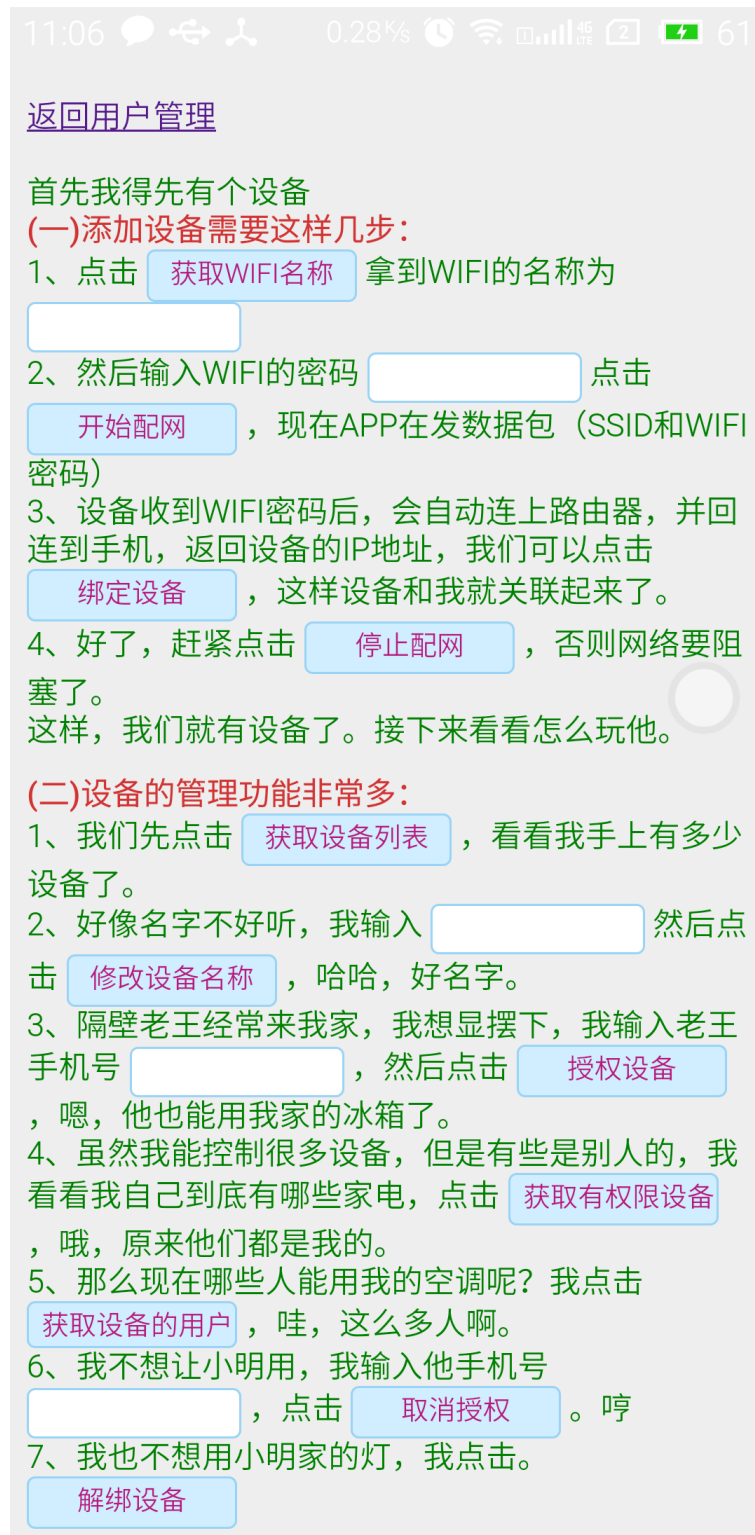 11:06 0.28K/s 1 4G LTE 2 61
返回用户管理
首先我得先有个设备
(一)添加设备需要这样几步：
1、点击 获取WIFI名称 拿到WIFI的名称为
2、然后输入WIFI的密码 点击
开始配网 ，现在APP在发数据包（SSID和WIFI
密码）
3、设备收到WIFI密码后，会自动连上路由器，并回
连到手机，返回设备的IP地址，我们可以点击
绑定设备 ，这样设备和我就关联起来了。
4、好了，赶紧点击 停止配网 ，否则网络要阻
塞了。
这样，我们就有设备了。接下来看看怎么玩他。
(二)设备的管理功能非常多：
1、我们先点击 获取设备列表 ，看看我手上有多少
设备了。
2、好像名字不好听，我输入 然后点
击 修改设备名称 ，哈哈，好名字。
3、隔壁老王经常来我家，我想显摆下，我输入老王
手机号 ，然后点击 授权设备
，嗯，他也能用我家的冰箱了。
4、虽然我能控制很多设备，但是有些是别人的，我
看看我自己到底有哪些家电，点击 获取有权限设备
，哦，原来他们都是我的。
5、那么现在哪些人能用我的空调呢？我点击
获取设备的用户 ，哇，这么多人啊。
6、我不想让小明用，我输入他手机号
，点击 取消授权 。哼
7、我也不想用小明家的灯，我点击。
解绑设备